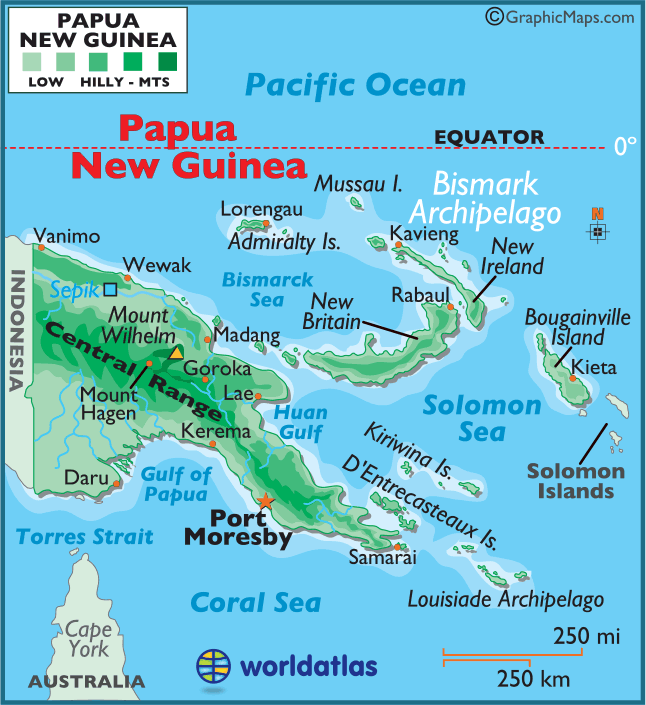 PAPUA
NEW GUINEA
LOW HILLY - MTS
©GraphicMaps.com
Pacific Ocean
Papua
New Guinea
EQUATOR
0º
Mussau I.
Bismark
Archipelago
N
Lorengau
Admiralty Is.
Kavieng
New
Ireland
Vanimo
Wewak
Sepik
Bismarck
Sea
Rabaul
New
Britain
INDONESIA
Mount
Wilhelm
Madang
Bougainville
Island
Kieta
Central Range
Goroka
Mount
Hagen
Lae
Huan
Gulf
Solomon
Sea
Kerema
Kiriwina Is.
Solomon
Islands
Daru
Gulf of
Papua
D'Entrecasteaux Is.
Port
Moresby
Torres Strait
Samarai
Coral Sea
Louisiade Archipelago
Cape
York
AUSTRALIA
worldatlas
250 mi
250 km